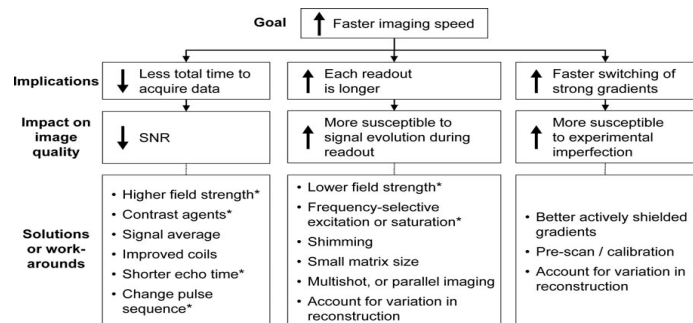 Goal
Faster imaging speed
Implications
Less total time to
acquire data
Each readout
is longer
Faster switching of
strong gradients
Impact on
image
quality
SNR
More susceptible to
signal evolution during
readout
More susceptible
to experimental
imperfection
Solutions
or work-
arounds
• Higher field strength*
• Contrast agents*
• Signal average
• Improved coils
• Shorter echo time*
• Change pulse
sequence*
• Lower field strength*
• Frequency-selective
excitation or saturation*
• Shimming
• Small matrix size
• Multishot, or parallel imaging
• Account for variation in
reconstruction
• Better actively shielded
gradients
• Pre-scan / calibration
• Account for variation in
reconstruction